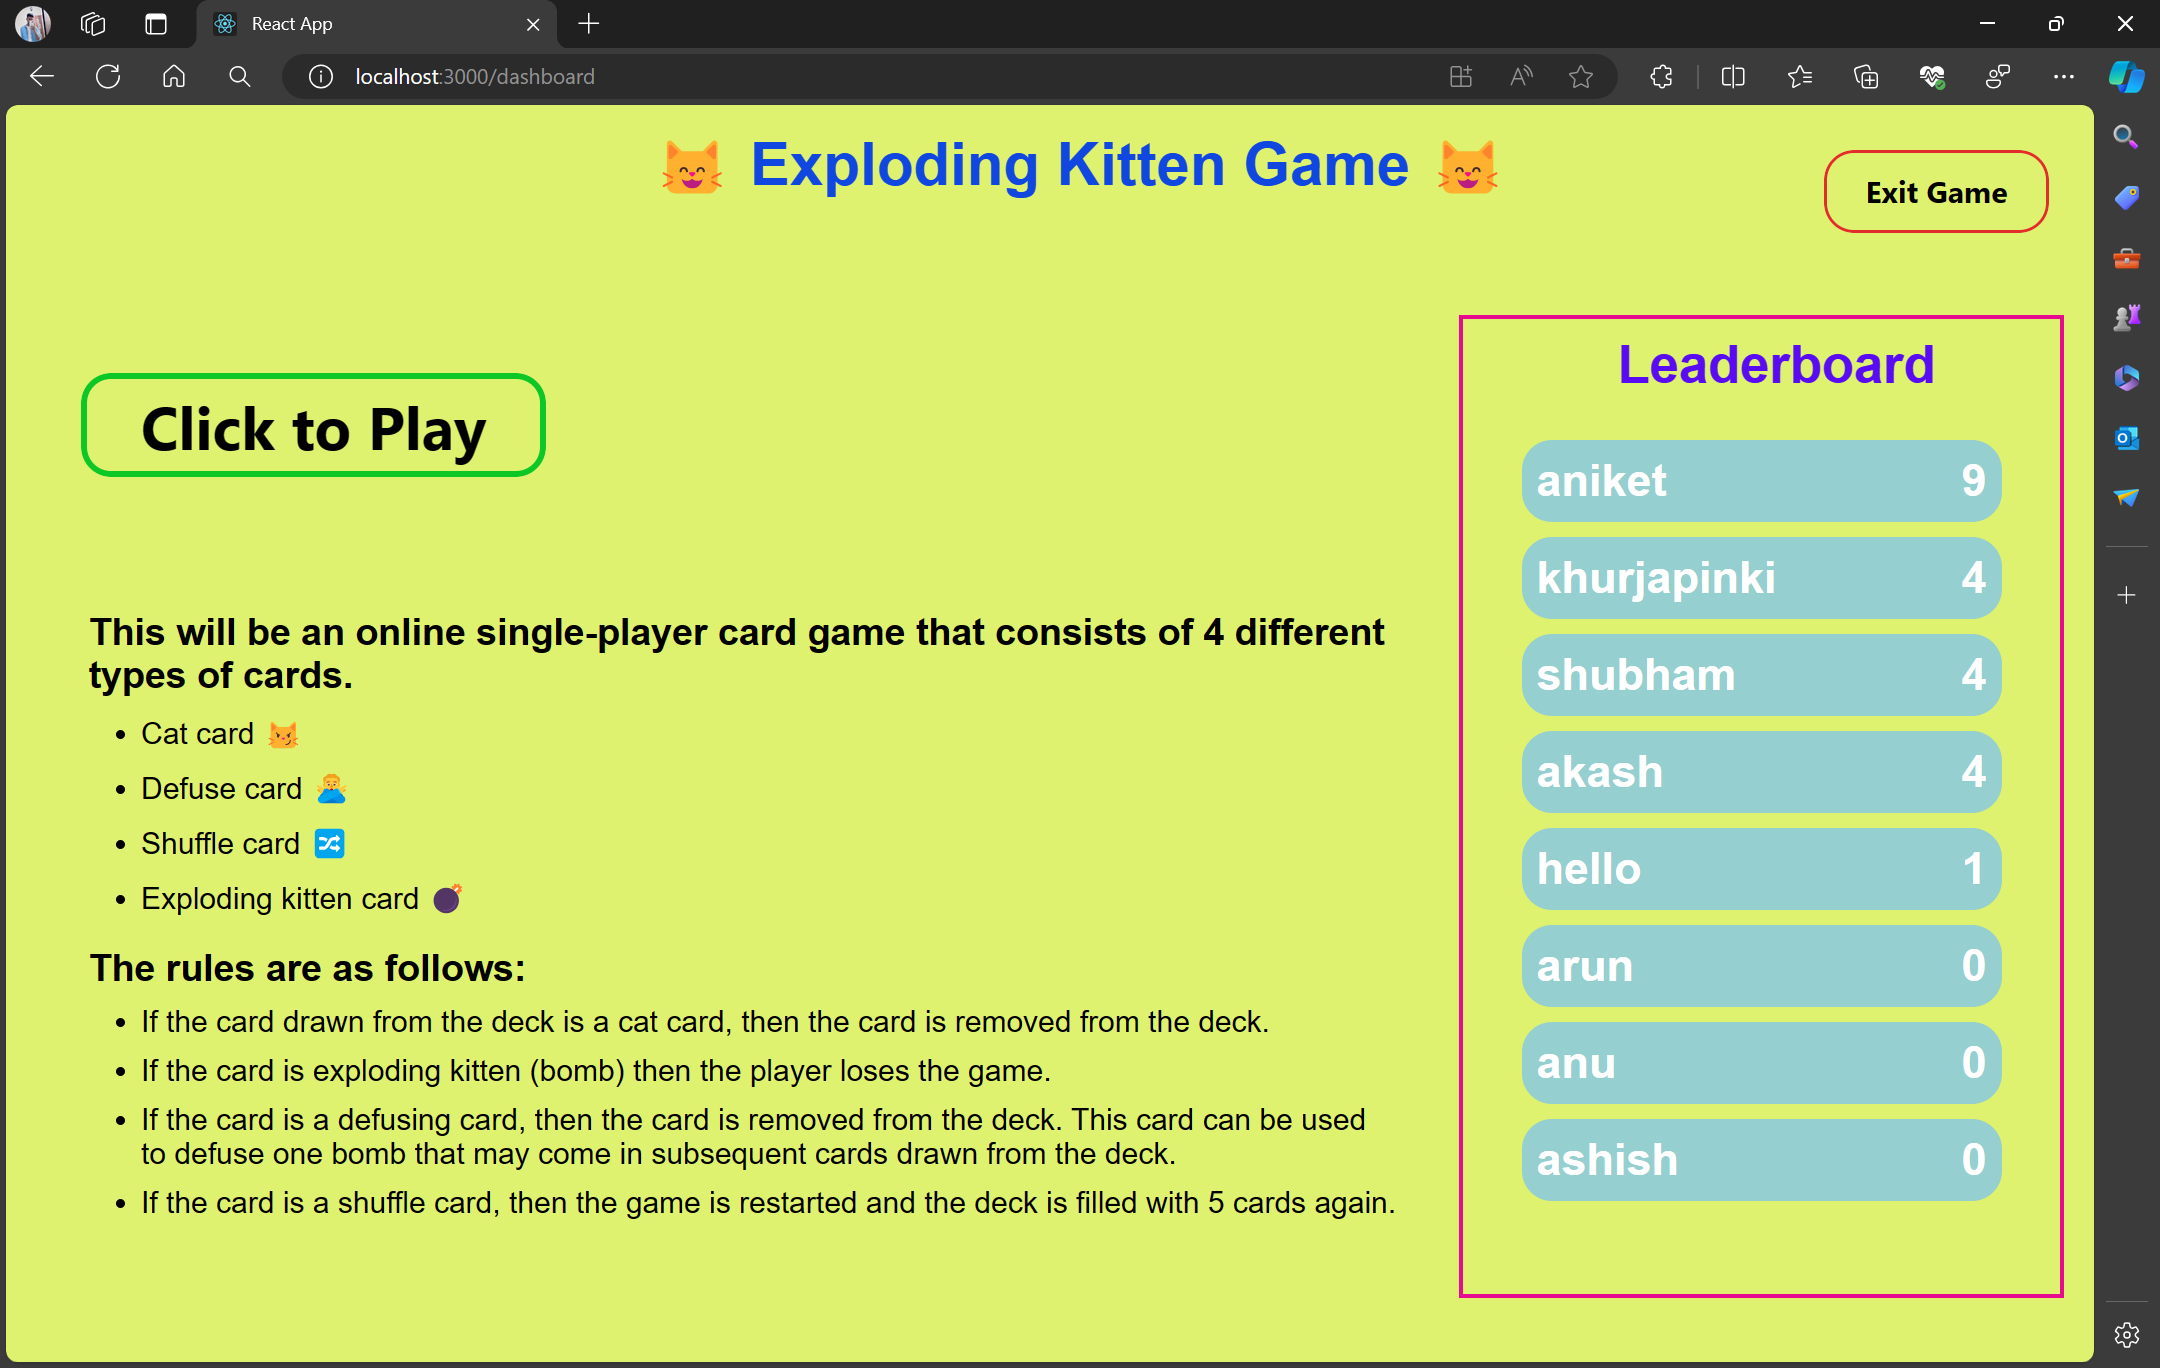 React App
localhost:3000/dashboard
Exploding Kitten Game
Exit Game
Click to Play
This will be an online single-player card game that consists of 4 different
types of cards.
Cat card
Defuse card
Shuffle card
Exploding kitten card
The rules are as follows:
If the card drawn from the deck is a cat card, then the card is removed from the deck.
If the card is exploding kitten (bomb) then the player loses the game.
If the card is a defusing card, then the card is removed from the deck. This card can be used
to defuse one bomb that may come in subsequent cards drawn from the deck.
If the card is a shuffle card, then the game is restarted and the deck is filled with 5 cards again.
Leaderboard
aniket 9
khurjapinki 4
shubham 4
akash 4
hello 1
arun 0
anu 0
ashish 0